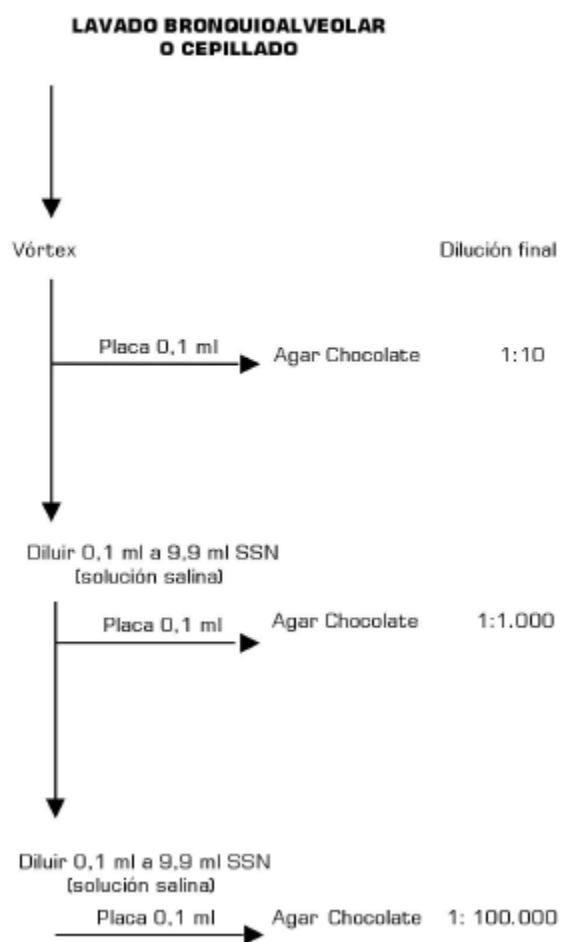 LAVADO BRONQUIOALVEOLAR
O CEPILLADO
Vórtex
Dilución final
Placa 0,1 ml
Agar Chocolate
1:10
Diluir 0,1 ml a 9,9 ml SSN
(solución salina)
Placa 0,1 ml
Agar Chocolate
1:1.000
Diluir 0,1 ml a 9,9 ml SSN
(solución salina)
Placa 0,1 ml
Agar Chocolate
1: 100.000